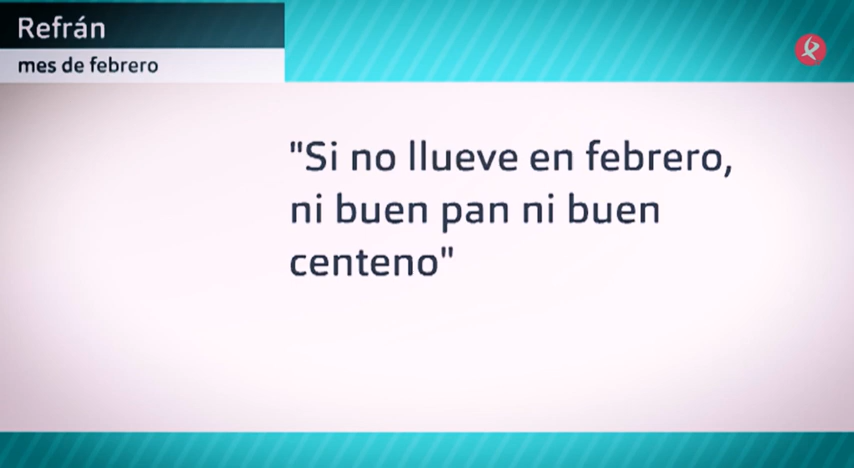 Refrán
mes de febrero
"Si no llueve en febrero,
ni buen pan ni buen
centeno"